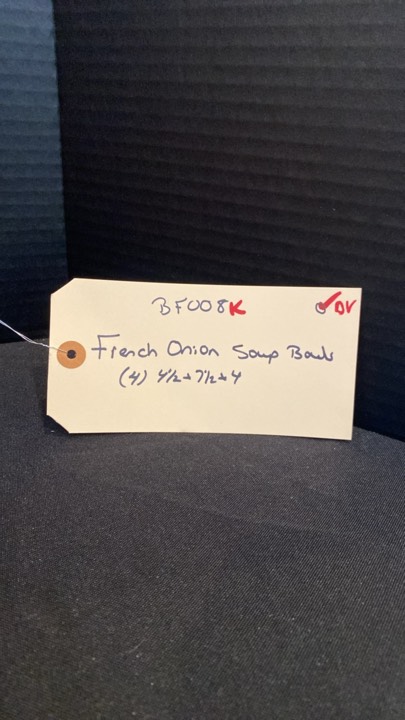 BF008K ✓DV
French Onion Soup Bowls
(4) 4½ x 7½ x 4